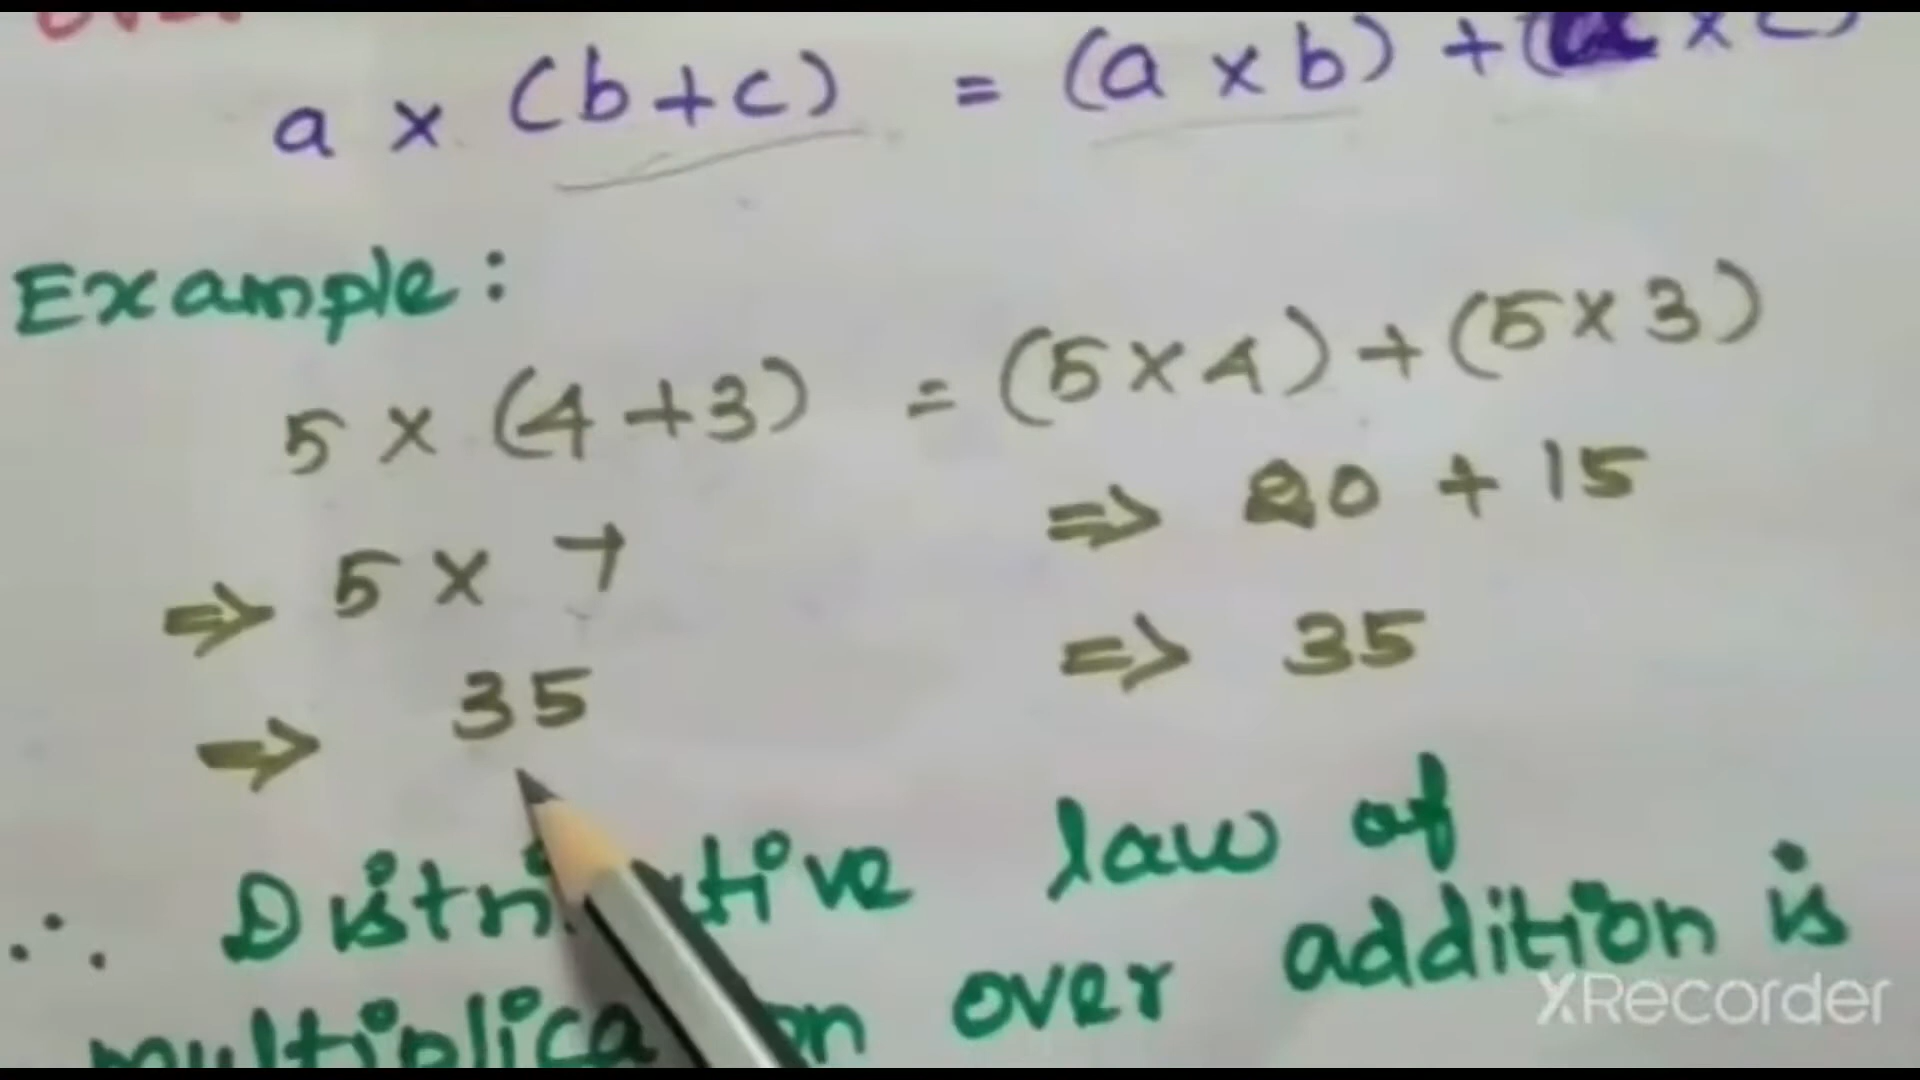 a × (b+c) = (a × b) + (a × c)
Example:
5 × (4+3) = (5×4)+(5×3)
⇒ 5 × 7 ⇒ 20 + 15
⇒ 35 ⇒ 35
∴ law of
over addition is
XRecorder